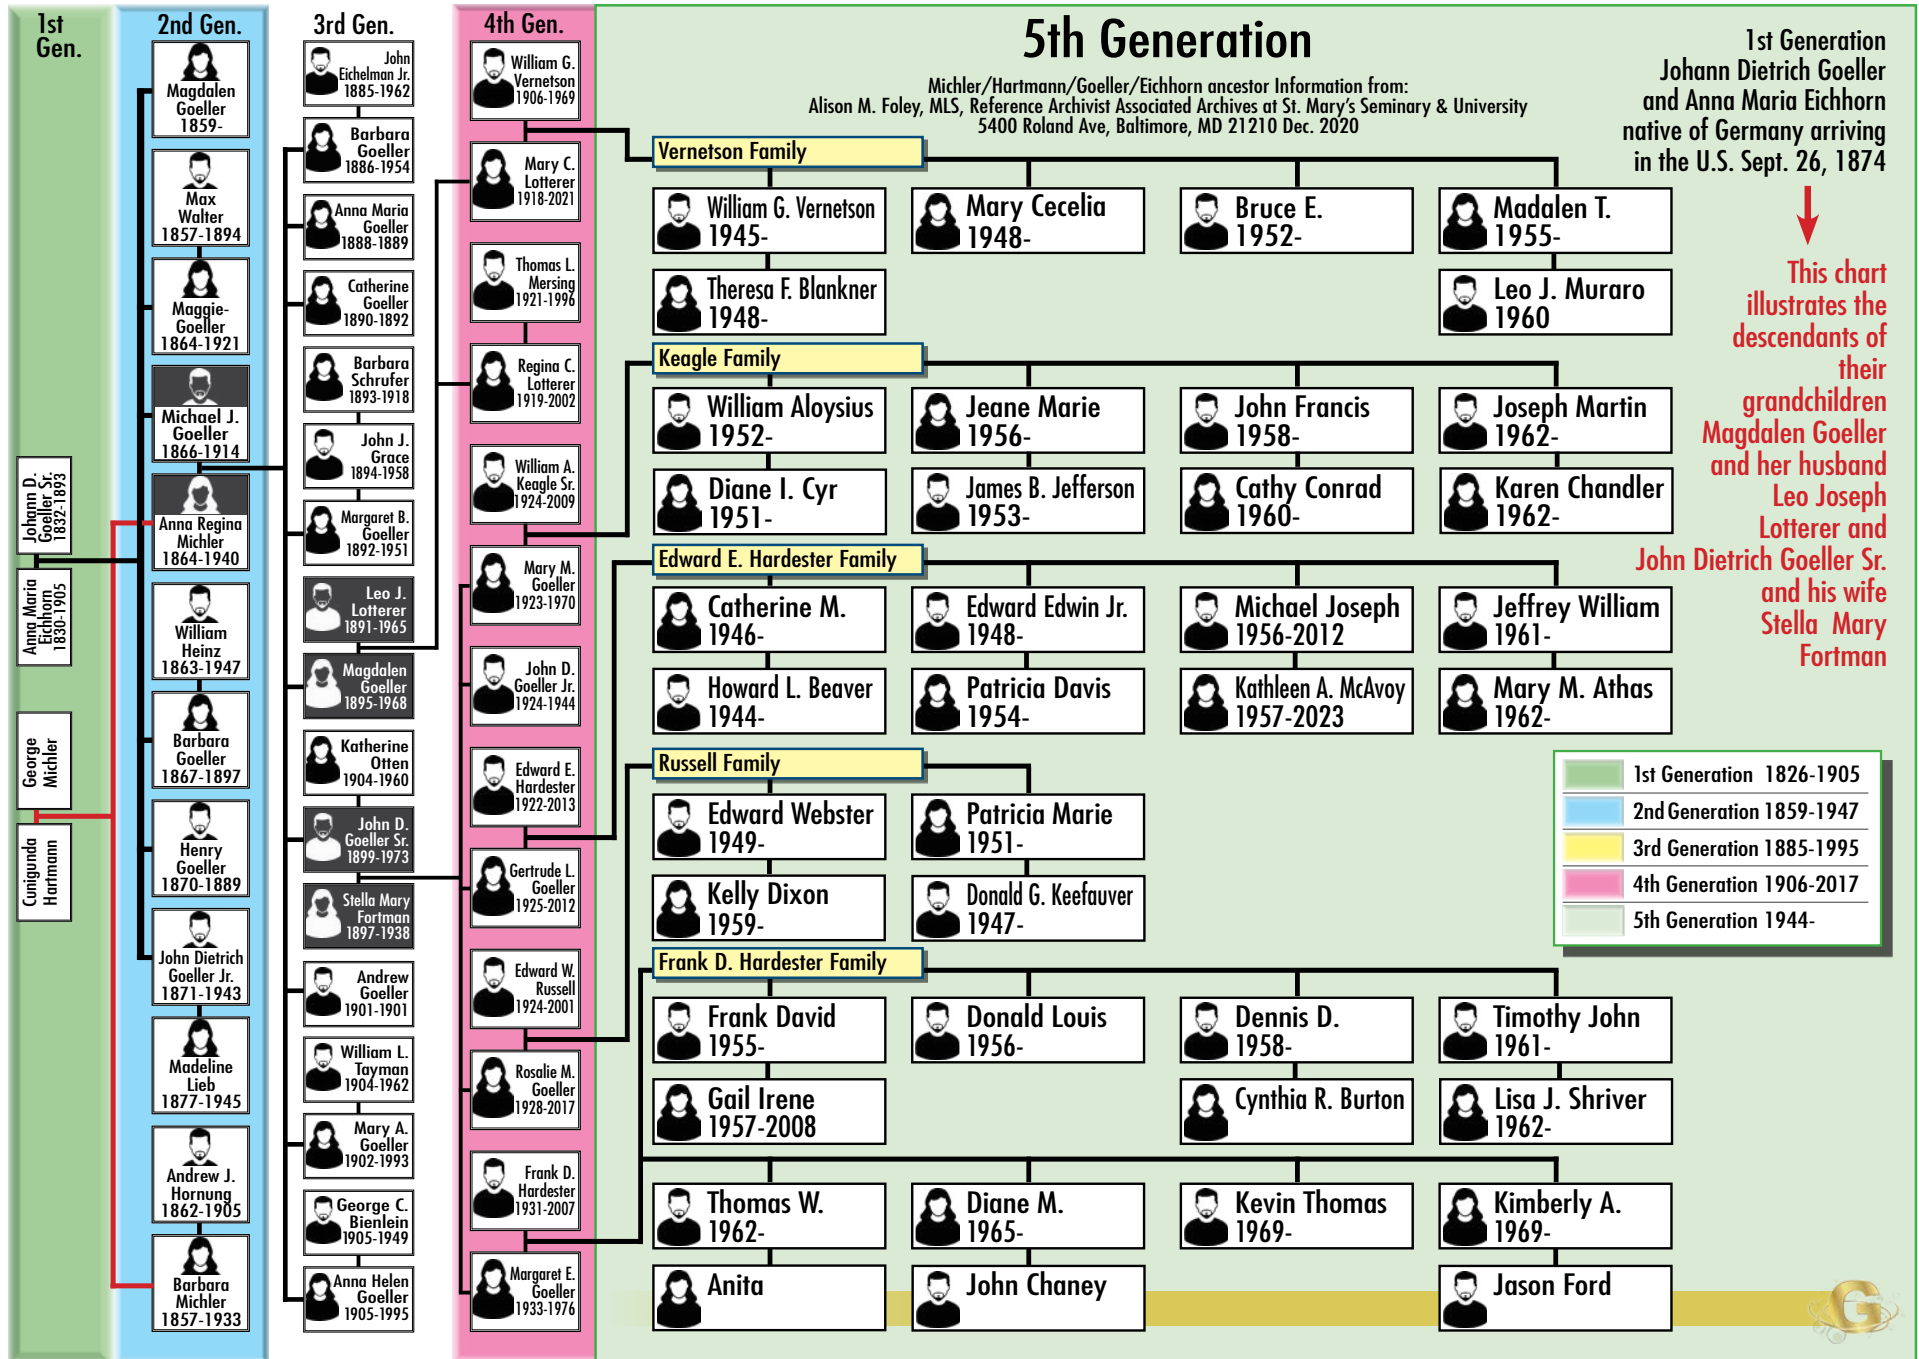 1st
Gen.
2nd Gen.
3rd Gen.
4th Gen.
5th Generation
Michler/Hartmann/Goeller/Eichhorn ancestor Information from:
Alison M. Foley, MLS, Reference Archivist Associated Archives at St. Mary's Seminary & University
5400 Roland Ave, Baltimore, MD 21210 Dec. 2020
1st Generation
Johann Dietrich Goeller
and Anna Maria Eichhorn
native of Germany arriving
in the U.S. Sept. 26, 1874
This chart
illustrates the
descendants of
their
grandchildren
Magdalen Goeller
and her husband
Leo Joseph
Lotterer and
John Dietrich Goeller Sr.
and his wife
Stella Mary
Fortman
Johann D.
Goeller Sr.
1832-1893
Anna Maria
Eichhorn
1830-1905
George
Michler
Cunigunda
Hartmann
Magdalen
Goeller
1859-
Max
Walter
1857-1894
Maggie-
Goeller
1864-1921
Michael J.
Goeller
1866-1914
Anna Regina
Michler
1864-1940
William
Heinz
1863-1947
Barbara
Goeller
1867-1897
Henry
Goeller
1870-1889
John Dietrich
Goeller Jr.
1871-1943
Madeline
Lieb
1877-1945
Andrew J.
Hornung
1862-1905
Barbara
Michler
1857-1933
John
Eichelman Jr.
1885-1962
Barbara
Goeller
1886-1954
Anna Maria
Goeller
1888-1889
Catherine
Goeller
1890-1892
Barbara
Schrufer
1893-1918
John J.
Grace
1894-1958
Margaret B.
Goeller
1892-1951
Leo J.
Lotterer
1891-1965
Magdalen
Goeller
1895-1968
Katherine
Otten
1904-1960
John D.
Goeller Sr.
1899-1973
Stella Mary
Fortman
1897-1938
Andrew
Goeller
1901-1901
William L.
Tayman
1904-1962
Mary A.
Goeller
1902-1993
George C.
Bienlein
1905-1949
Anna Helen
Goeller
1905-1995
William G.
Vernetson
1906-1969
Mary C.
Lotterer
1918-2021
Thomas L.
Mersing
1921-1996
Regina C.
Lotterer
1919-2002
William A.
Keagle Sr.
1924-2009
Mary M.
Goeller
1923-1970
John D.
Goeller Jr.
1924-1944
Edward E.
Hardester
1922-2013
Gertrude L.
Goeller
1925-2012
Edward W.
Russell
1924-2001
Rosalie M.
Goeller
1928-2017
Frank D.
Hardester
1931-2007
Margaret E.
Goeller
1933-1976
Vernetson Family
William G. Vernetson
1945-
Mary Cecelia
1948-
Bruce E.
1952-
Madalen T.
1955-
Theresa F. Blankner
1948-
Leo J. Muraro
1960
Keagle Family
William Aloysius
1952-
Jeane Marie
1956-
John Francis
1958-
Joseph Martin
1962-
Diane I. Cyr
1951-
James B. Jefferson
1953-
Cathy Conrad
1960-
Karen Chandler
1962-
Edward E. Hardester Family
Catherine M.
1946-
Edward Edwin Jr.
1948-
Michael Joseph
1956-2012
Jeffrey William
1961-
Howard L. Beaver
1944-
Patricia Davis
1954-
Kathleen A. McAvoy
1957-2023
Mary M. Athas
1962-
Russell Family
Edward Webster
1949-
Patricia Marie
1951-
Kelly Dixon
1959-
Donald G. Keefauver
1947-
Frank D. Hardester Family
Frank David
1955-
Donald Louis
1956-
Dennis D.
1958-
Timothy John
1961-
Gail Irene
1957-2008
Cynthia R. Burton
Lisa J. Shriver
1962-
Thomas W.
1962-
Diane M.
1965-
Kevin Thomas
1969-
Kimberly A.
1969-
Anita
John Chaney
Jason Ford
1st Generation 1826-1905
2nd Generation 1859-1947
3rd Generation 1885-1995
4th Generation 1906-2017
5th Generation 1944-
G